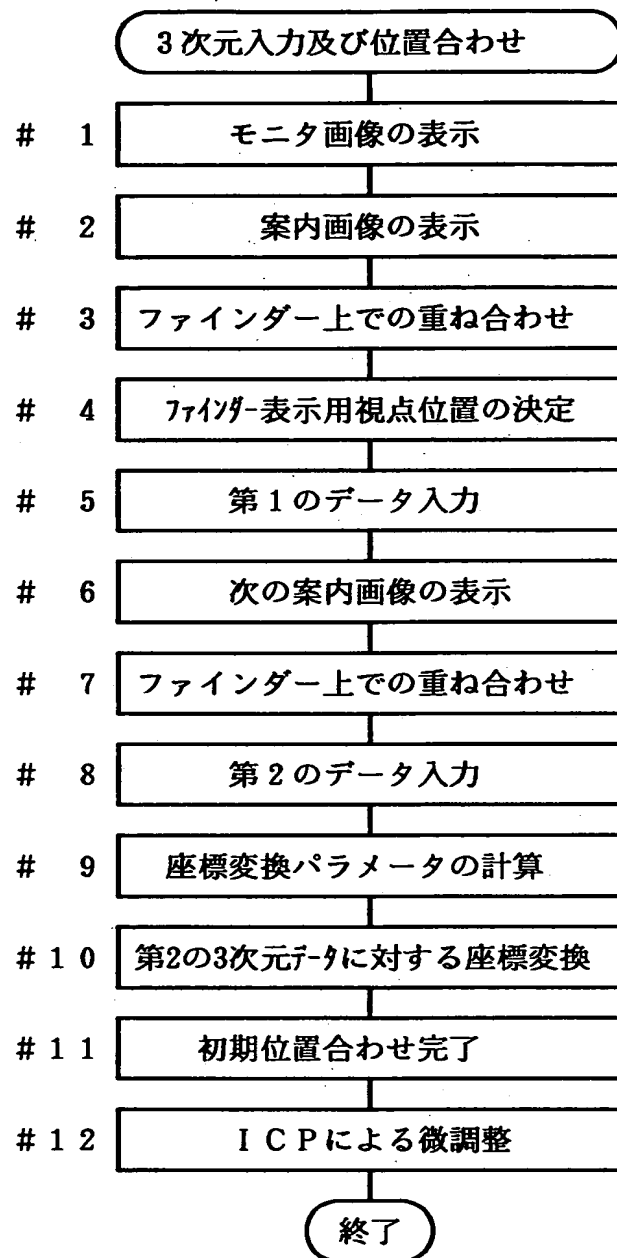 3次元入力及び位置合わせ
# 1 モニタ画像の表示
# 2 案内画像の表示
# 3 ファインダー上での重ね合わせ
# 4 ﾌｧｲﾝﾀﾞｰ表示用視点位置の決定
# 5 第1のデータ入力
# 6 次の案内画像の表示
# 7 ファインダー上での重ね合わせ
# 8 第2のデータ入力
# 9 座標変換パラメータの計算
#10 第2の3次元ﾃﾞｰﾀに対する座標変換
#11 初期位置合わせ完了
#12 ICPによる微調整
終了